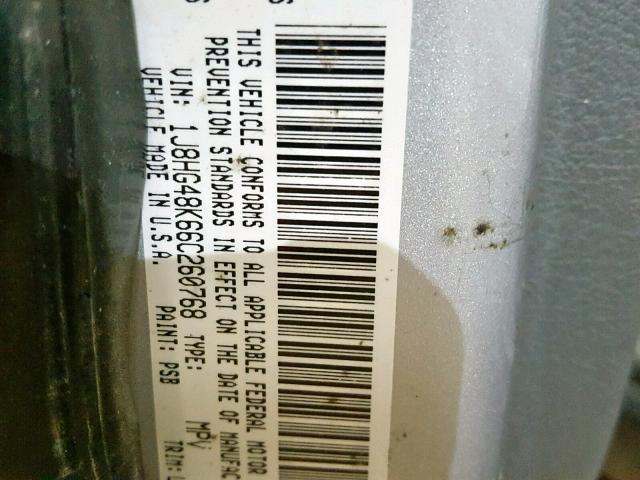 THIS VEHICLE CONFORMS TO ALL APPLICABLE FEDERAL MOTOR
PREVENTION STANDARDS IN EFFECT ON THE DATE OF MANUFAC
VIN: 1J8HG48K66C260768 TYPE: MPV
VEHICLE MADE IN U.S.A. PAINT: PSB TRIM: L